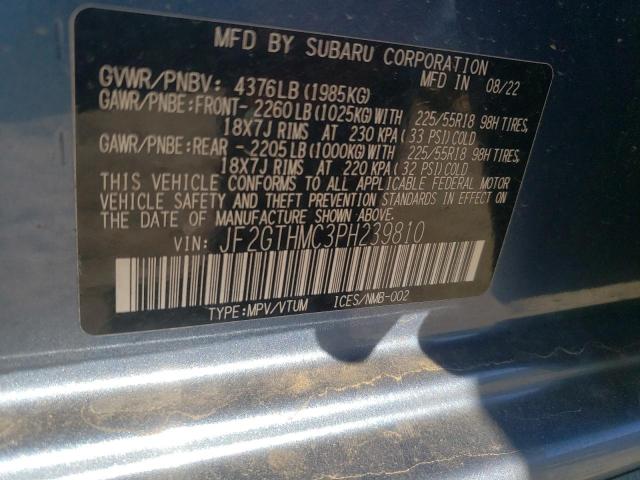 MFD BY SUBARU CORPORATION
MFD IN 08/22
GVWR/PNBV: 4376LB (1985KG)
GAWR/PNBE:FRONT- 2260LB (1025KG) WITH 225/55R18 98H TIRES,
18X7J RIMS AT 230 KPA (33 PSI) COLD
GAWR/PNBE:REAR -2205LB (1000KG) WITH 225/55R18 98H TIRES,
18X7J RIMS AT 220 KPA (32 PSI) COLD
THIS VEHICLE CONFORMS TO ALL APPLICABLE FEDERAL MOTOR
VEHICLE SAFETY AND THEFT PREVENTION STANDARDS IN EFFECT ON THE
DATE OF MANUFACTURE SHOWN ABOVE.
VIN: JF2GTHMC3PH239810
TYPE:MPV/VTUM ICES/NMB-002